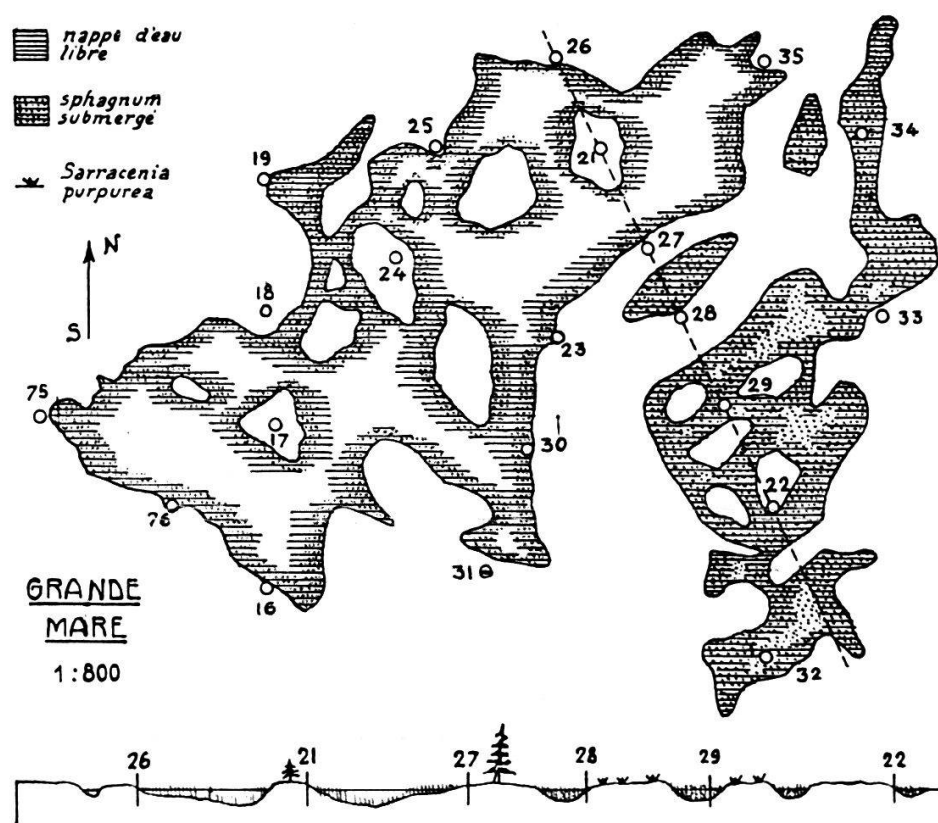 nappe d'eau
libre
sphagnum
submergé
Sarracenia
purpurea
N
S
26
35
25
21
34
19
27
24
18
28
33
23
75
29
17
30
22
76
31
16
32
GRANDE
MARE
1:800
26
21
27
28
29
22